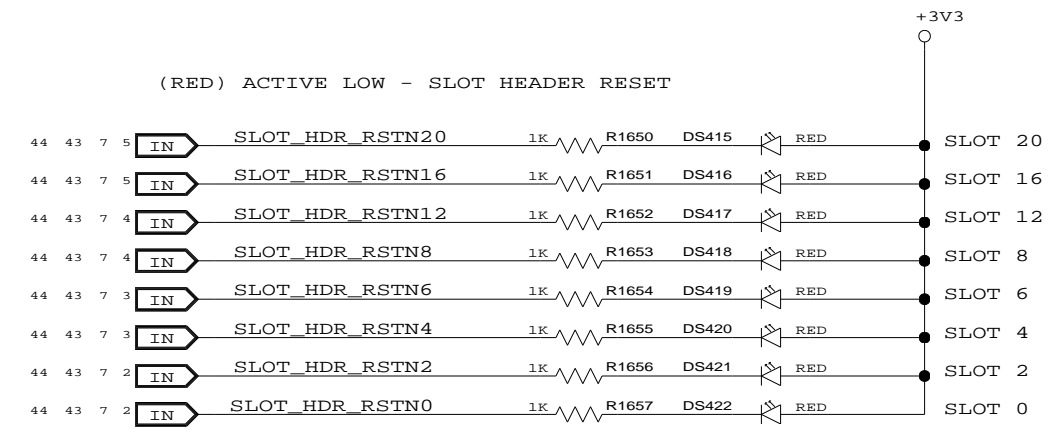 +3V3
(RED) ACTIVE LOW – SLOT HEADER RESET
44 43 7 5 IN SLOT_HDR_RSTN20 1K R1650 DS415 RED SLOT 20
44 43 7 5 IN SLOT_HDR_RSTN16 1K R1651 DS416 RED SLOT 16
44 43 7 4 IN SLOT_HDR_RSTN12 1K R1652 DS417 RED SLOT 12
44 43 7 4 IN SLOT_HDR_RSTN8 1K R1653 DS418 RED SLOT 8
44 43 7 3 IN SLOT_HDR_RSTN6 1K R1654 DS419 RED SLOT 6
44 43 7 3 IN SLOT_HDR_RSTN4 1K R1655 DS420 RED SLOT 4
44 43 7 2 IN SLOT_HDR_RSTN2 1K R1656 DS421 RED SLOT 2
44 43 7 2 IN SLOT_HDR_RSTN0 1K R1657 DS422 RED SLOT 0